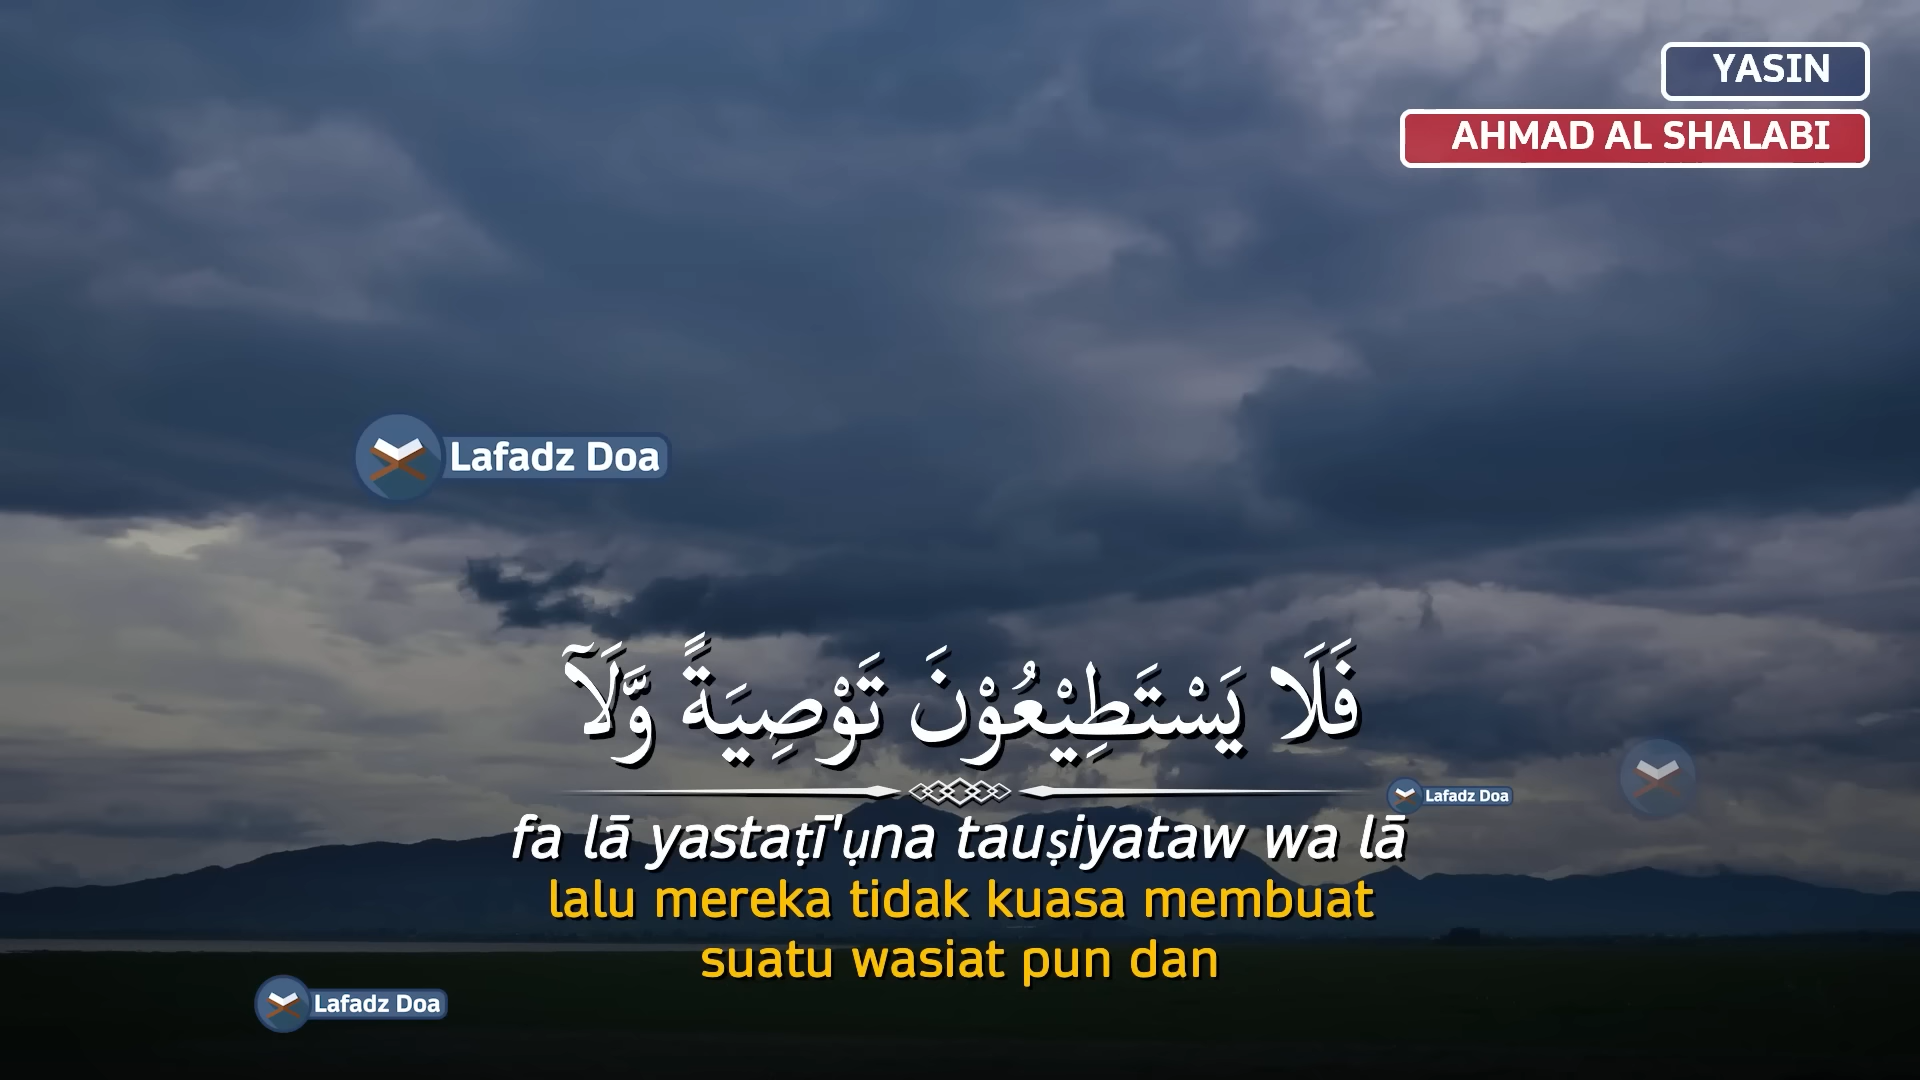 YASIN
AHMAD AL SHALABI
Lafadz Doa
فَلَا يَسْتَطِيْعُوْنَ تَوْصِيَةً وَّلَآ
Lafadz Doa
fa lā yastaṭī'ụna tauṣiyataw wa lā
lalu mereka tidak kuasa membuat
suatu wasiat pun dan
Lafadz Doa